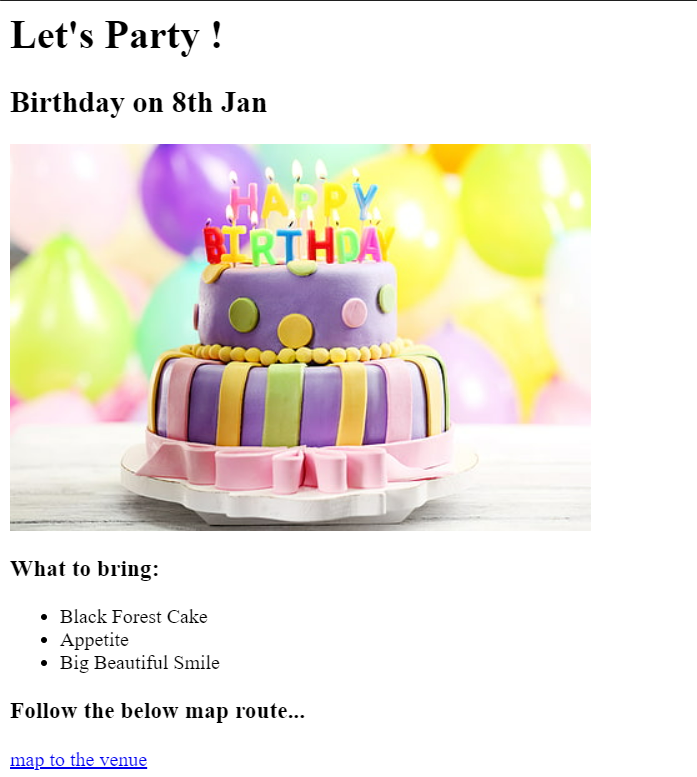 Let's Party !
Birthday on 8th Jan
HAPPY
BIRTHDAY
What to bring:
Black Forest Cake
Appetite
Big Beautiful Smile
Follow the below map route...
map to the venue